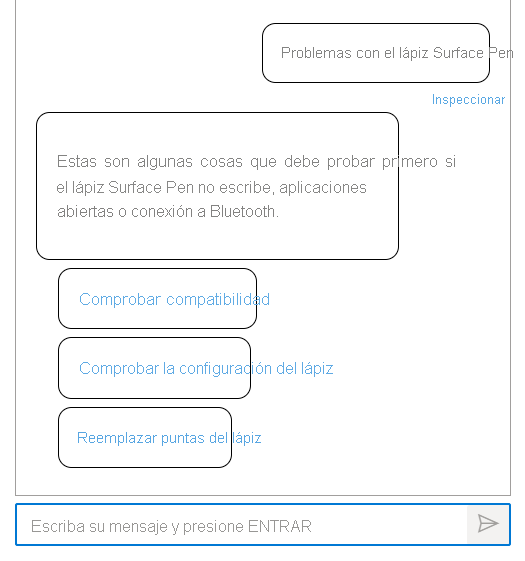 Problemas con el lápiz Surface Pen
Inspeccionar
Estas son algunas cosas que debe probar primero si
el lápiz Surface Pen no escribe, aplicaciones
abiertas o conexión a Bluetooth.
Comprobar compatibilidad
Comprobar la configuración del lápiz
Reemplazar puntas del lápiz
Escriba su mensaje y presione ENTRAR